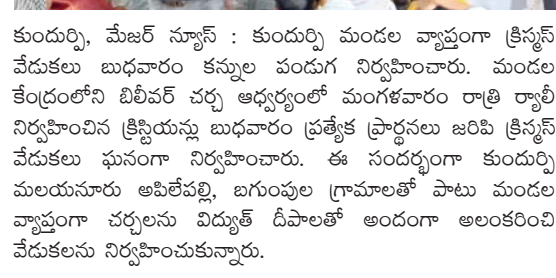 కుందుర్పి, మేజర్ న్యూస్ : కుందుర్పి మండల వ్యాప్తంగా క్రిస్మస్
వేడుకలు బుధవారం కన్నుల పండుగ నిర్వహించారు. మండల
కేంద్రంలోని బిలీవర్ చర్చ ఆధ్వర్యంలో మంగళవారం రాత్రి ర్యాలీ
నిర్వహించిన క్రిస్టియన్లు బుధవారం ప్రత్యేక ప్రార్థనలు జరిపి క్రిస్మస్
వేడుకలు ఘనంగా నిర్వహించారు. ఈ సందర్భంగా కుందుర్పి
మలయనూరు అపిలేపల్లి, బగుంపుల గ్రామాలతో పాటు మండల
వ్యాప్తంగా చర్చలను విద్యుత్ దీపాలతో అందంగా అలంకరించి
వేడుకలను నిర్వహించుకున్నారు.